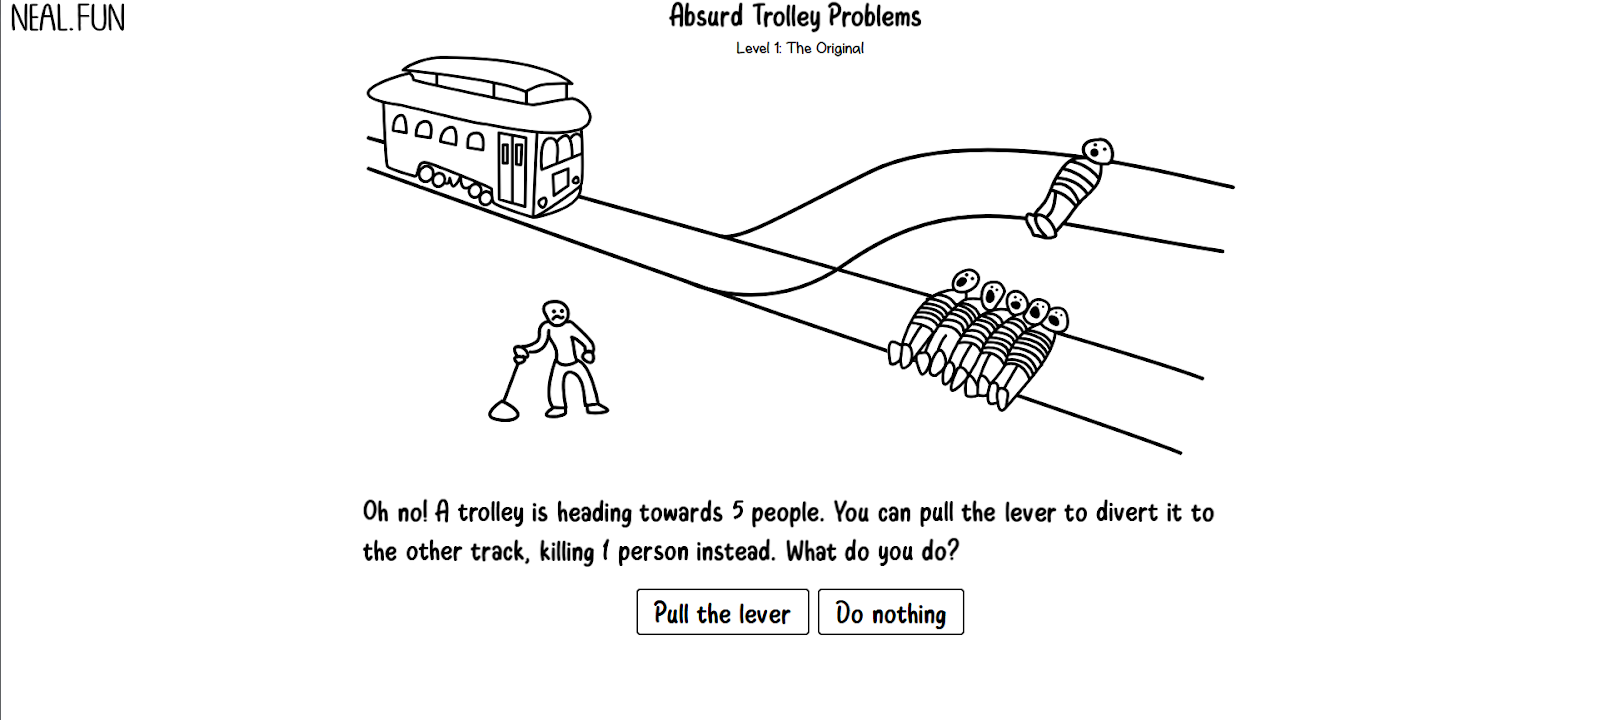 NEAL.FUN
Absurd Trolley Problems
Level 1: The Original
Oh no! A trolley is heading towards 5 people. You can pull the lever to divert it to
the other track, killing 1 person instead. What do you do?
Pull the lever
Do nothing